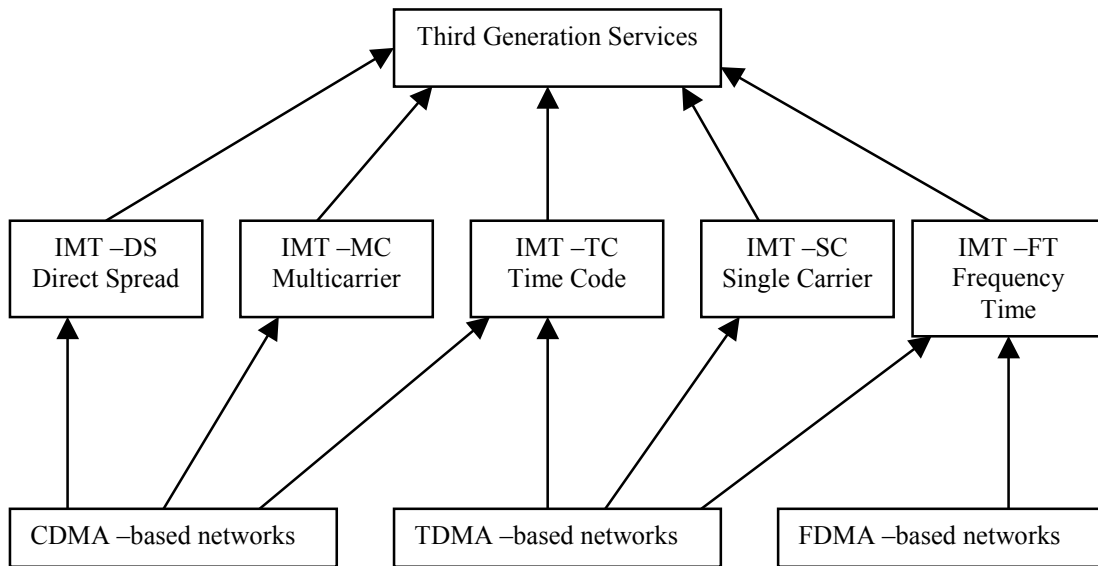 Third Generation Services
IMT –DS
Direct Spread
IMT –MC
Multicarrier
IMT –TC
Time Code
IMT –SC
Single Carrier
IMT –FT
Frequency
Time
CDMA –based networks
TDMA –based networks
FDMA –based networks